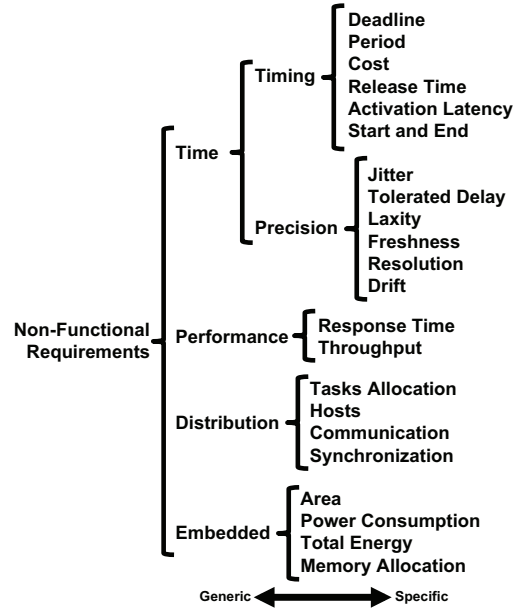 Non-Functional
Requirements
Time
Timing
Deadline
Period
Cost
Release Time
Activation Latency
Start and End
Precision
Jitter
Tolerated Delay
Laxity
Freshness
Resolution
Drift
Performance
Response Time
Throughput
Distribution
Tasks Allocation
Hosts
Communication
Synchronization
Embedded
Area
Power Consumption
Total Energy
Memory Allocation
Generic
Specific